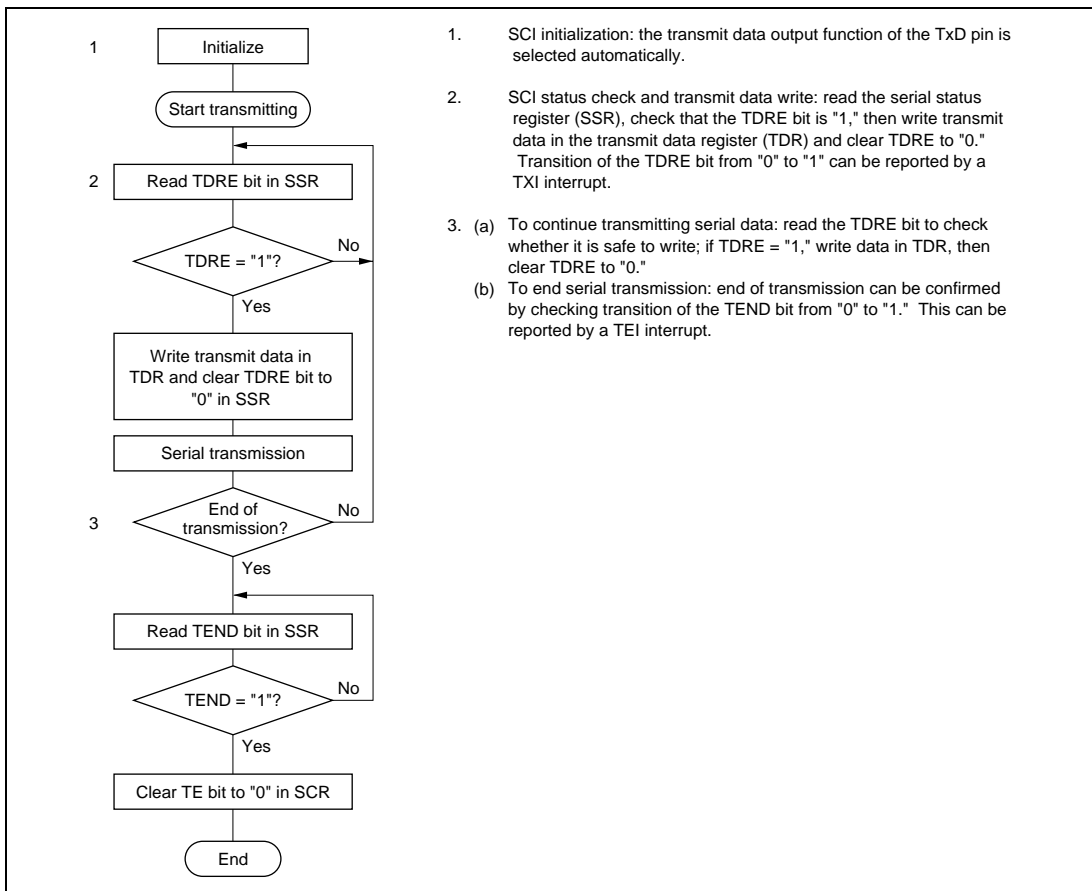 1
Initialize
Start transmitting
2
Read TDRE bit in SSR
TDRE = "1"?
No
Yes
Write transmit data in
TDR and clear TDRE bit to
"0" in SSR
Serial transmission
3
End of
transmission?
No
Yes
Read TEND bit in SSR
TEND = "1"?
No
Yes
Clear TE bit to "0" in SCR
End
1. SCI initialization: the transmit data output function of the TxD pin is
selected automatically.
2. SCI status check and transmit data write: read the serial status
register (SSR), check that the TDRE bit is "1," then write transmit
data in the transmit data register (TDR) and clear TDRE to "0."
Transition of the TDRE bit from "0" to "1" can be reported by a
TXI interrupt.
3. (a) To continue transmitting serial data: read the TDRE bit to check
whether it is safe to write; if TDRE = "1," write data in TDR, then
clear TDRE to "0."
(b) To end serial transmission: end of transmission can be confirmed
by checking transition of the TEND bit from "0" to "1." This can be
reported by a TEI interrupt.